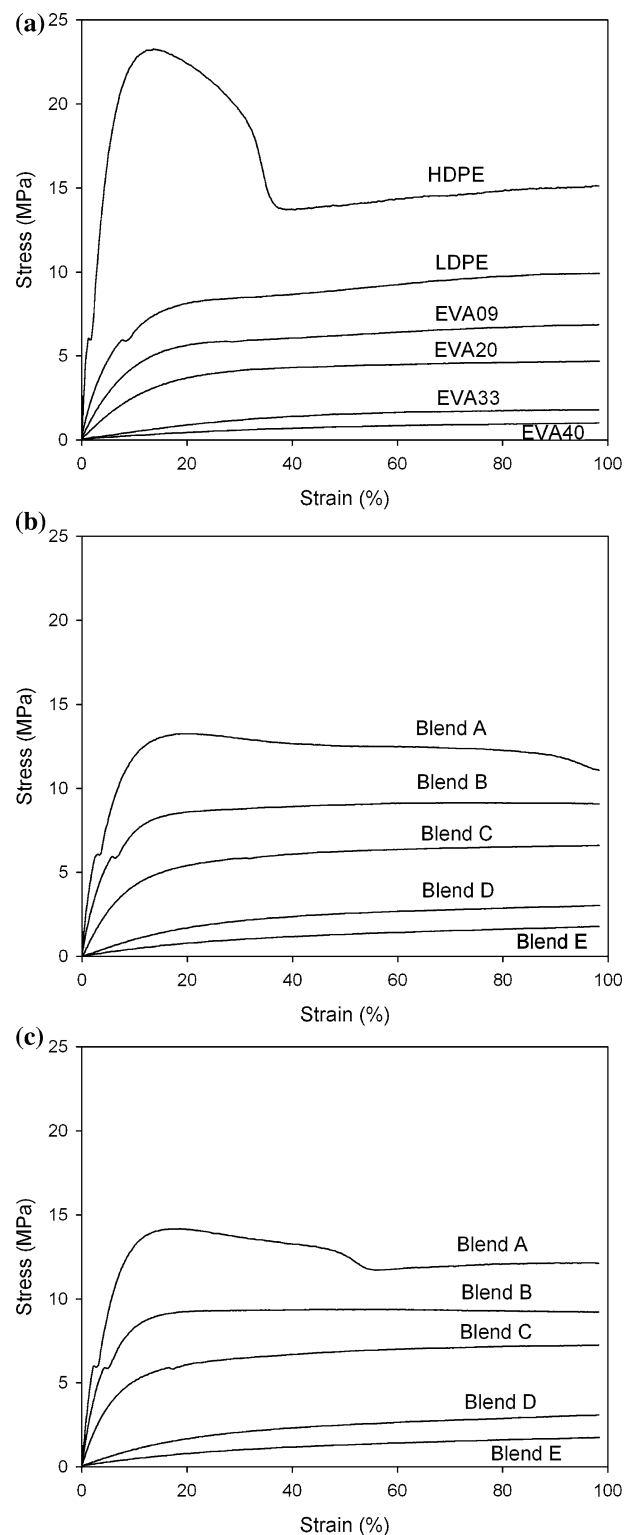 (a)
25
20
15
10
5
0
Stress (MPa)
HDPE
LDPE
EVA09
EVA20
EVA33
EVA40
0 20 40 60 80 100
Strain (%)
(b)
25
20
15
10
5
0
Stress (MPa)
Blend A
Blend B
Blend C
Blend D
Blend E
0 20 40 60 80 100
Strain (%)
(c)
25
20
15
10
5
0
Stress (MPa)
Blend A
Blend B
Blend C
Blend D
Blend E
0 20 40 60 80 100
Strain (%)